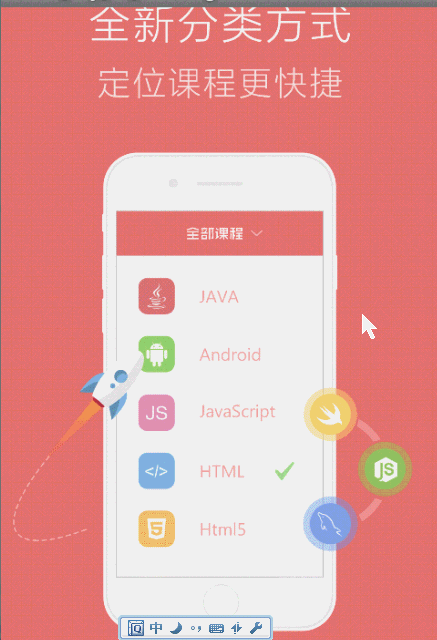 全新分类方式
定位课程更快捷
全部课程
JAVA
Android
JS JavaScript
</> HTML
5 Html5
JS
中